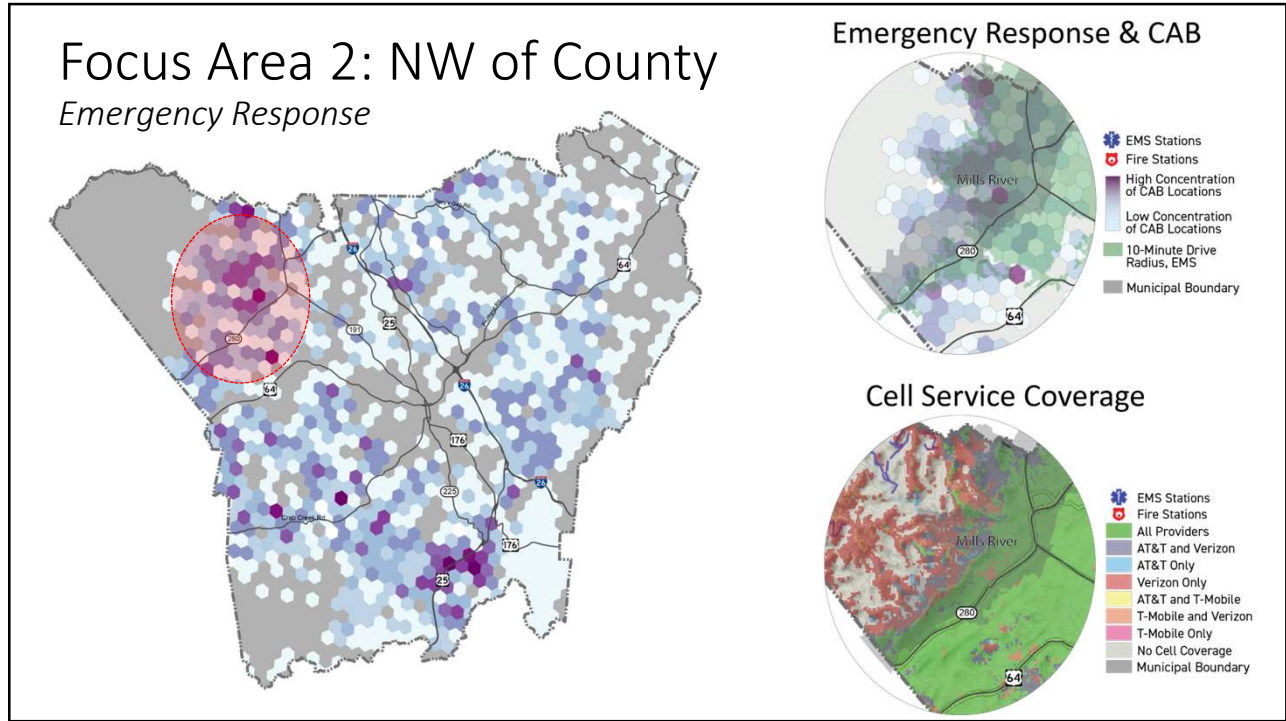 Focus Area 2: NW of County
Emergency Response
26
64
25
191
280
64
26
176
225
26
Crab Creek Rd
176
25
Emergency Response & CAB
Mills River
280
64
EMS Stations
Fire Stations
High Concentration
of CAB Locations
Low Concentration
of CAB Locations
10-Minute Drive
Radius, EMS
Municipal Boundary
Cell Service Coverage
Mills River
280
64
EMS Stations
Fire Stations
All Providers
AT&T and Verizon
AT&T Only
Verizon Only
AT&T and T-Mobile
T-Mobile and Verizon
T-Mobile Only
No Cell Coverage
Municipal Boundary